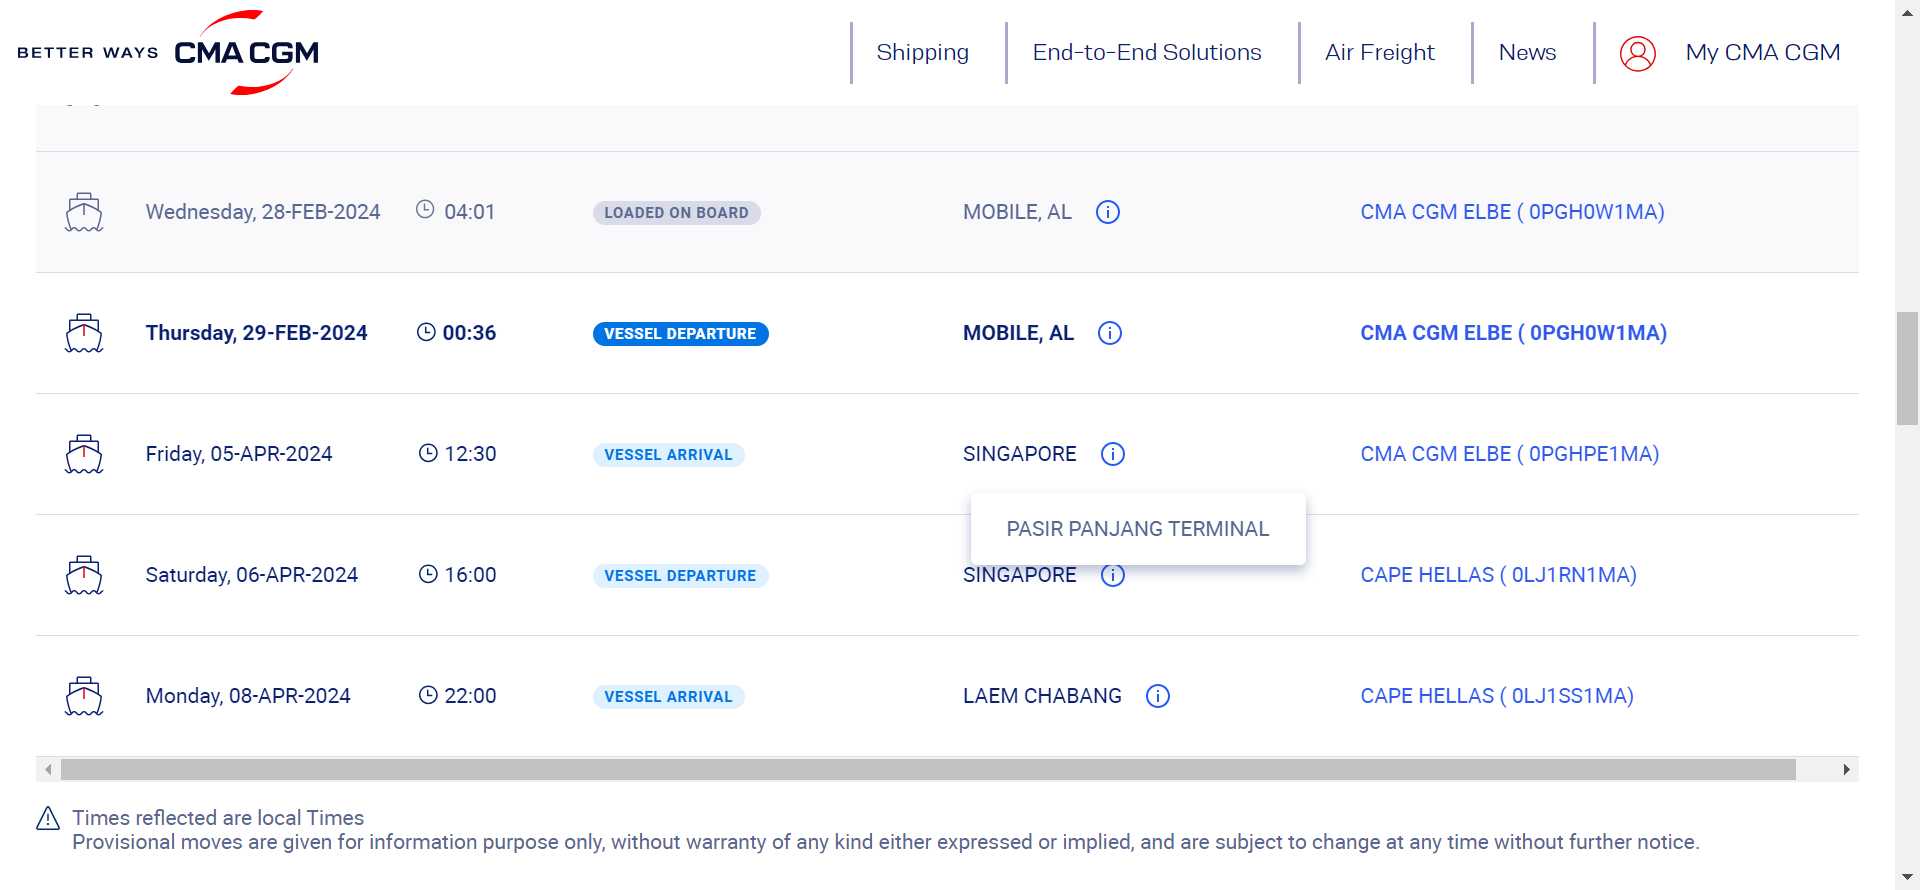 BETTER WAYS CMA CGM
Shipping
End-to-End Solutions
Air Freight
News
My CMA CGM
Wednesday, 28-FEB-2024 04:01 LOADED ON BOARD MOBILE, AL CMA CGM ELBE ( 0PGH0W1MA)
Thursday, 29-FEB-2024 00:36 VESSEL DEPARTURE MOBILE, AL CMA CGM ELBE ( 0PGH0W1MA)
Friday, 05-APR-2024 12:30 VESSEL ARRIVAL SINGAPORE CMA CGM ELBE ( 0PGHPE1MA)
PASIR PANJANG TERMINAL
Saturday, 06-APR-2024 16:00 VESSEL DEPARTURE SINGAPORE CAPE HELLAS ( 0LJ1RN1MA)
Monday, 08-APR-2024 22:00 VESSEL ARRIVAL LAEM CHABANG CAPE HELLAS ( 0LJ1SS1MA)
Times reflected are local Times
Provisional moves are given for information purpose only, without warranty of any kind either expressed or implied, and are subject to change at any time without further notice.